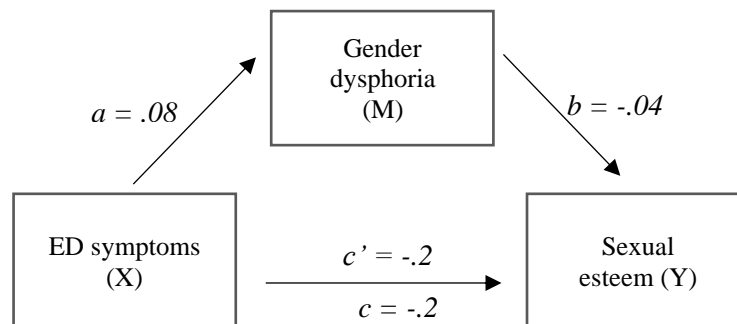 Gender
dysphoria
(M)
a = .08
b = -.04
ED symptoms
(X)
c’ = -.2
c = -.2
Sexual
esteem (Y)